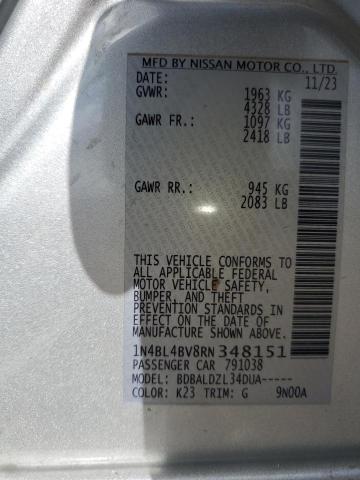 MFD BY NISSAN MOTOR CO., LTD.
DATE: 11/23
GVWR: 1963 KG
4328 LB
GAWR FR.: 1097 KG
2418 LB
GAWR RR.: 945 KG
2083 LB
THIS VEHICLE CONFORMS TO
ALL APPLICABLE FEDERAL
MOTOR VEHICLE SAFETY,
BUMPER, AND THEFT
PREVENTION STANDARDS IN
EFFECT ON THE DATE OF
MANUFACTURE SHOWN ABOVE.
1N4BL4BV8RN348151
PASSENGER CAR 791038
MODEL: BDBALDZL34DUA-----
COLOR: K23 TRIM: G 9N00A